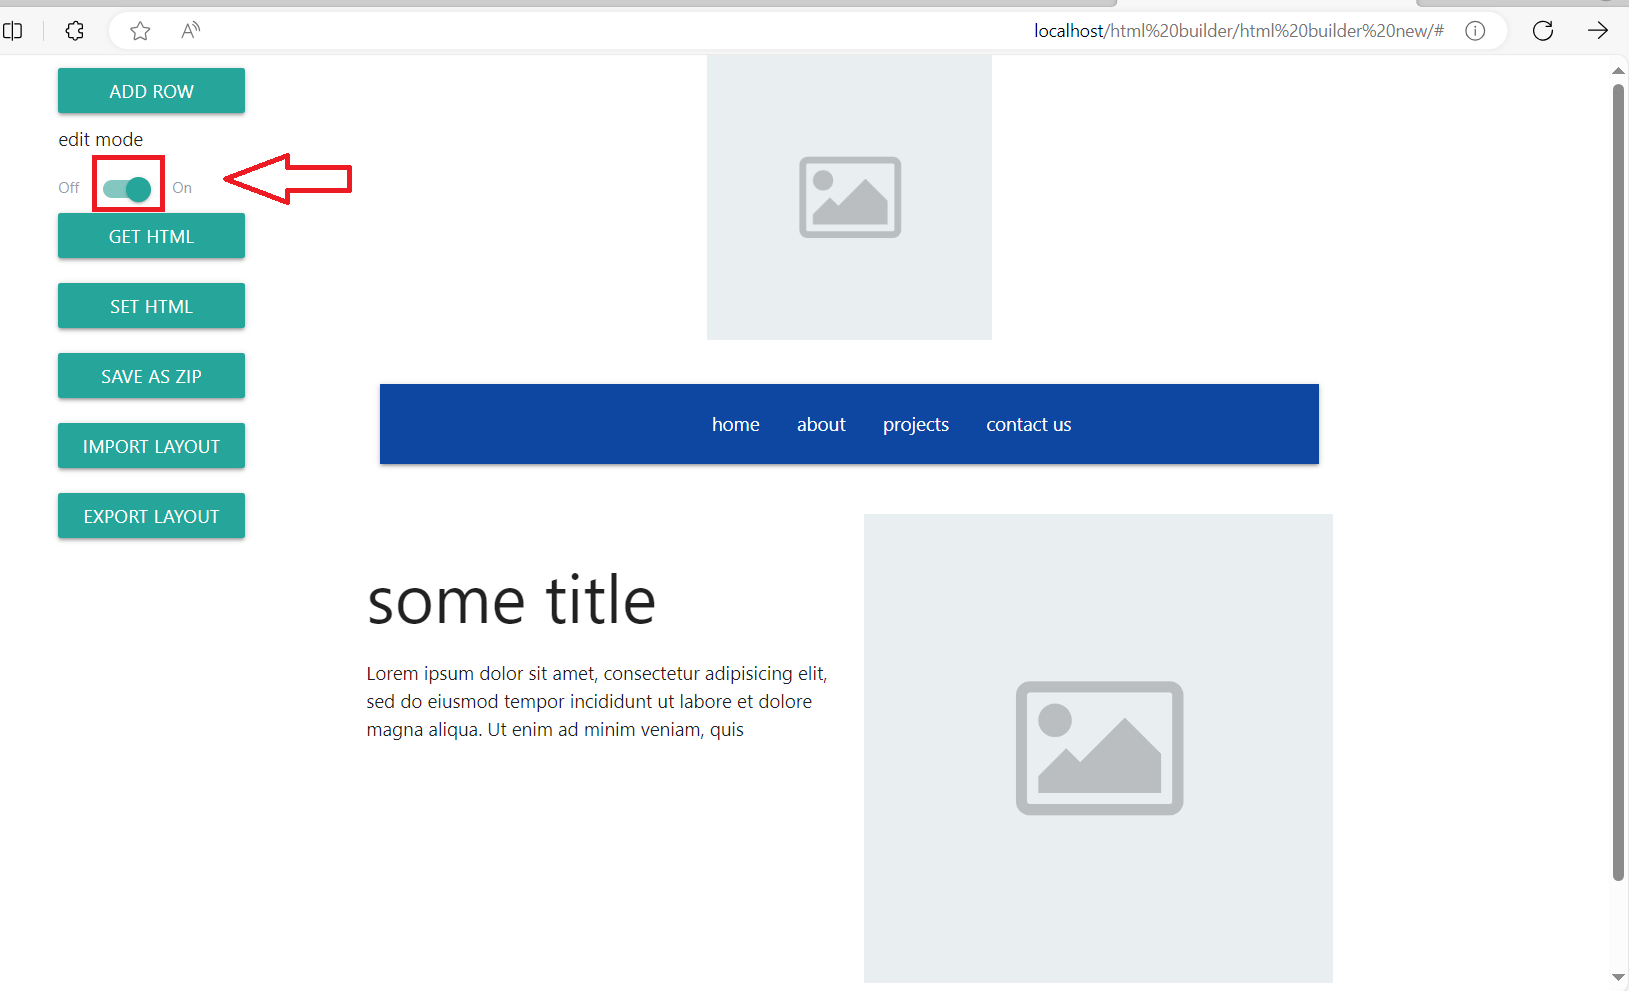 localhost/html%20builder/html%20builder%20new/#
ADD ROW
edit mode
Off On
GET HTML
SET HTML
SAVE AS ZIP
IMPORT LAYOUT
EXPORT LAYOUT
home about projects contact us
some title
Lorem ipsum dolor sit amet, consectetur adipisicing elit,
sed do eiusmod tempor incididunt ut labore et dolore
magna aliqua. Ut enim ad minim veniam, quis